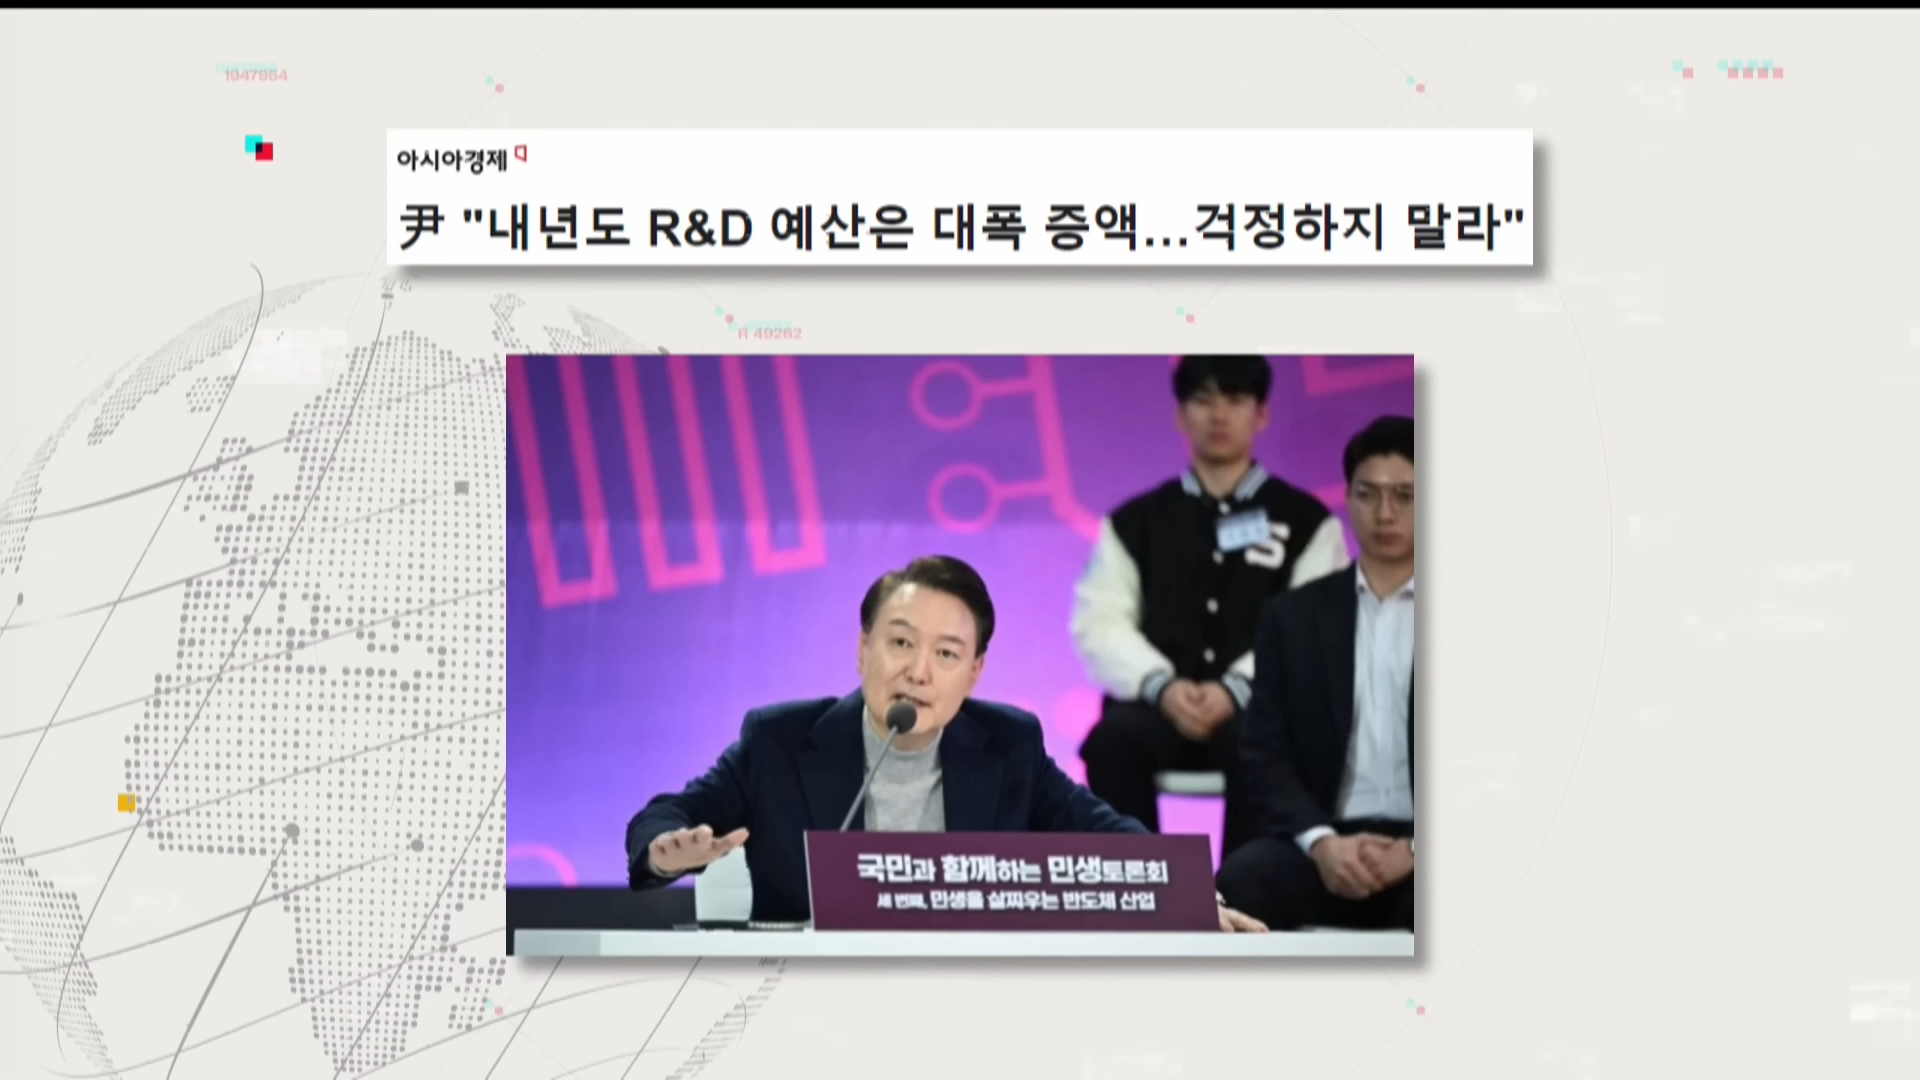 1947954
아시아경제
尹 "내년도 R&D 예산은 대폭 증액...걱정하지 말라"
R 49262
S
국민과 함께하는 민생토론회
세 번째, 민생을 살찌우는 반도체 산업